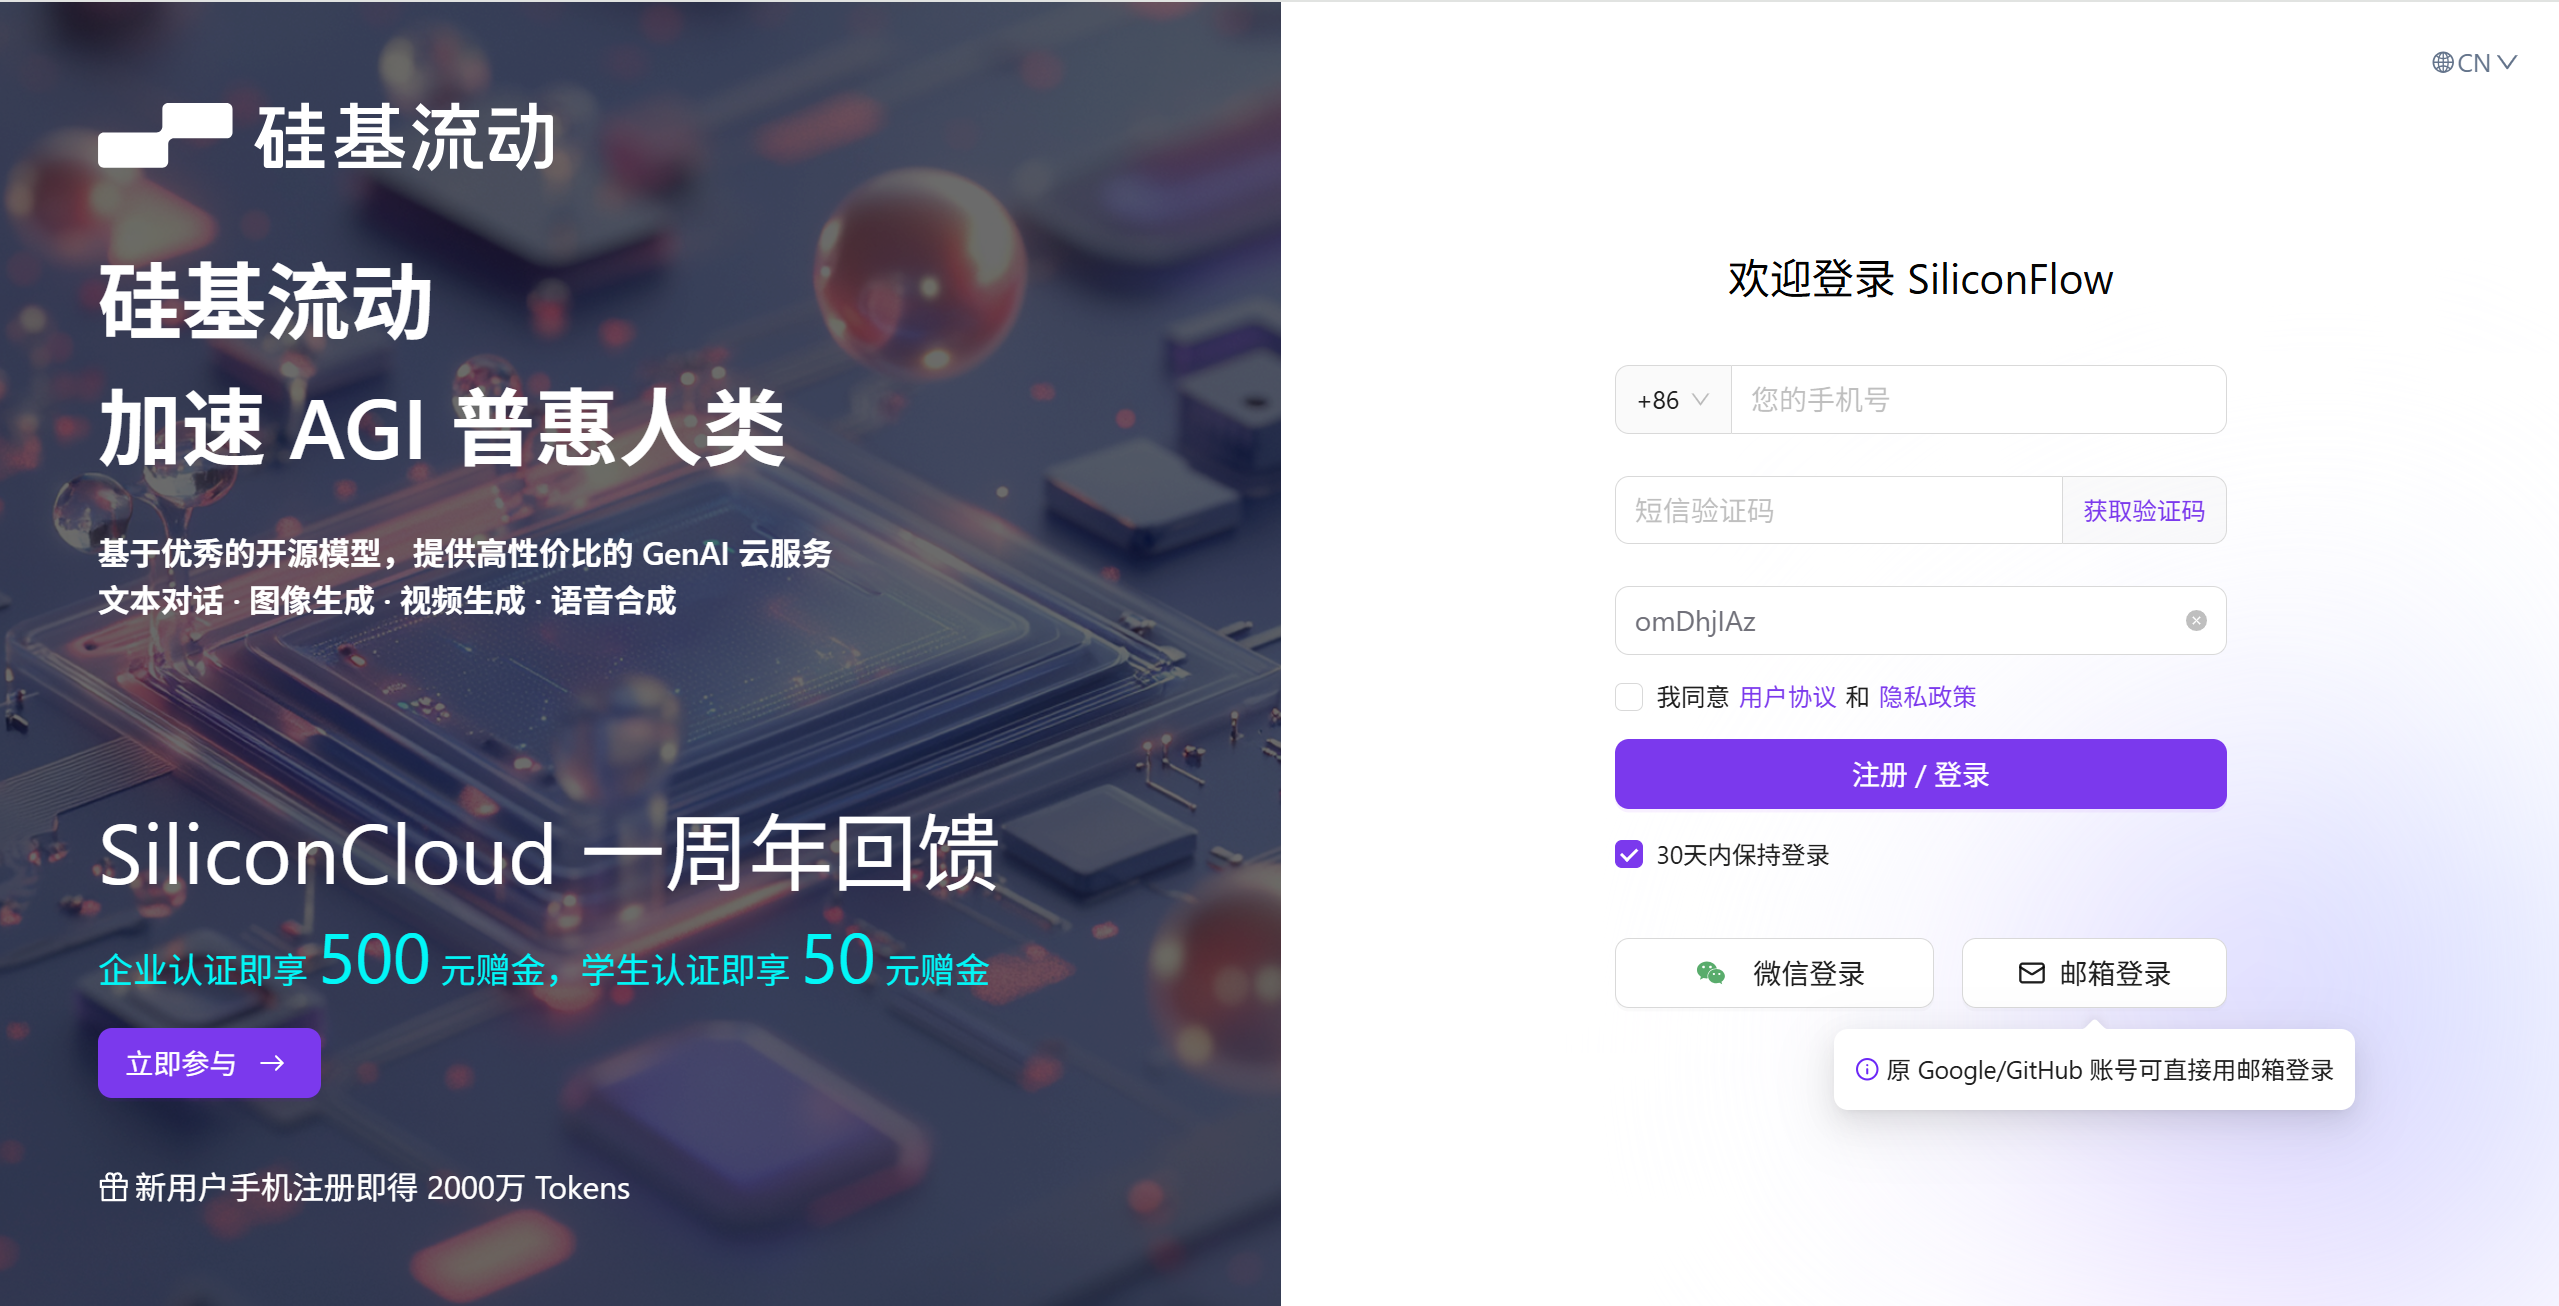 硅基流动
硅基流动
加速 AGI 普惠人类
基于优秀的开源模型，提供高性价比的 GenAI 云服务
文本对话 · 图像生成 · 视频生成 · 语音合成
SiliconCloud 一周年回馈
企业认证即享 500 元赠金，学生认证即享 50 元赠金
立即参与 →
新用户手机注册即得 2000万 Tokens
CN
欢迎登录 SiliconFlow
+86 您的手机号
短信验证码 获取验证码
omDhjIAz
我同意 用户协议 和 隐私政策
注册 / 登录
30天内保持登录
微信登录 邮箱登录
原 Google/GitHub 账号可直接用邮箱登录